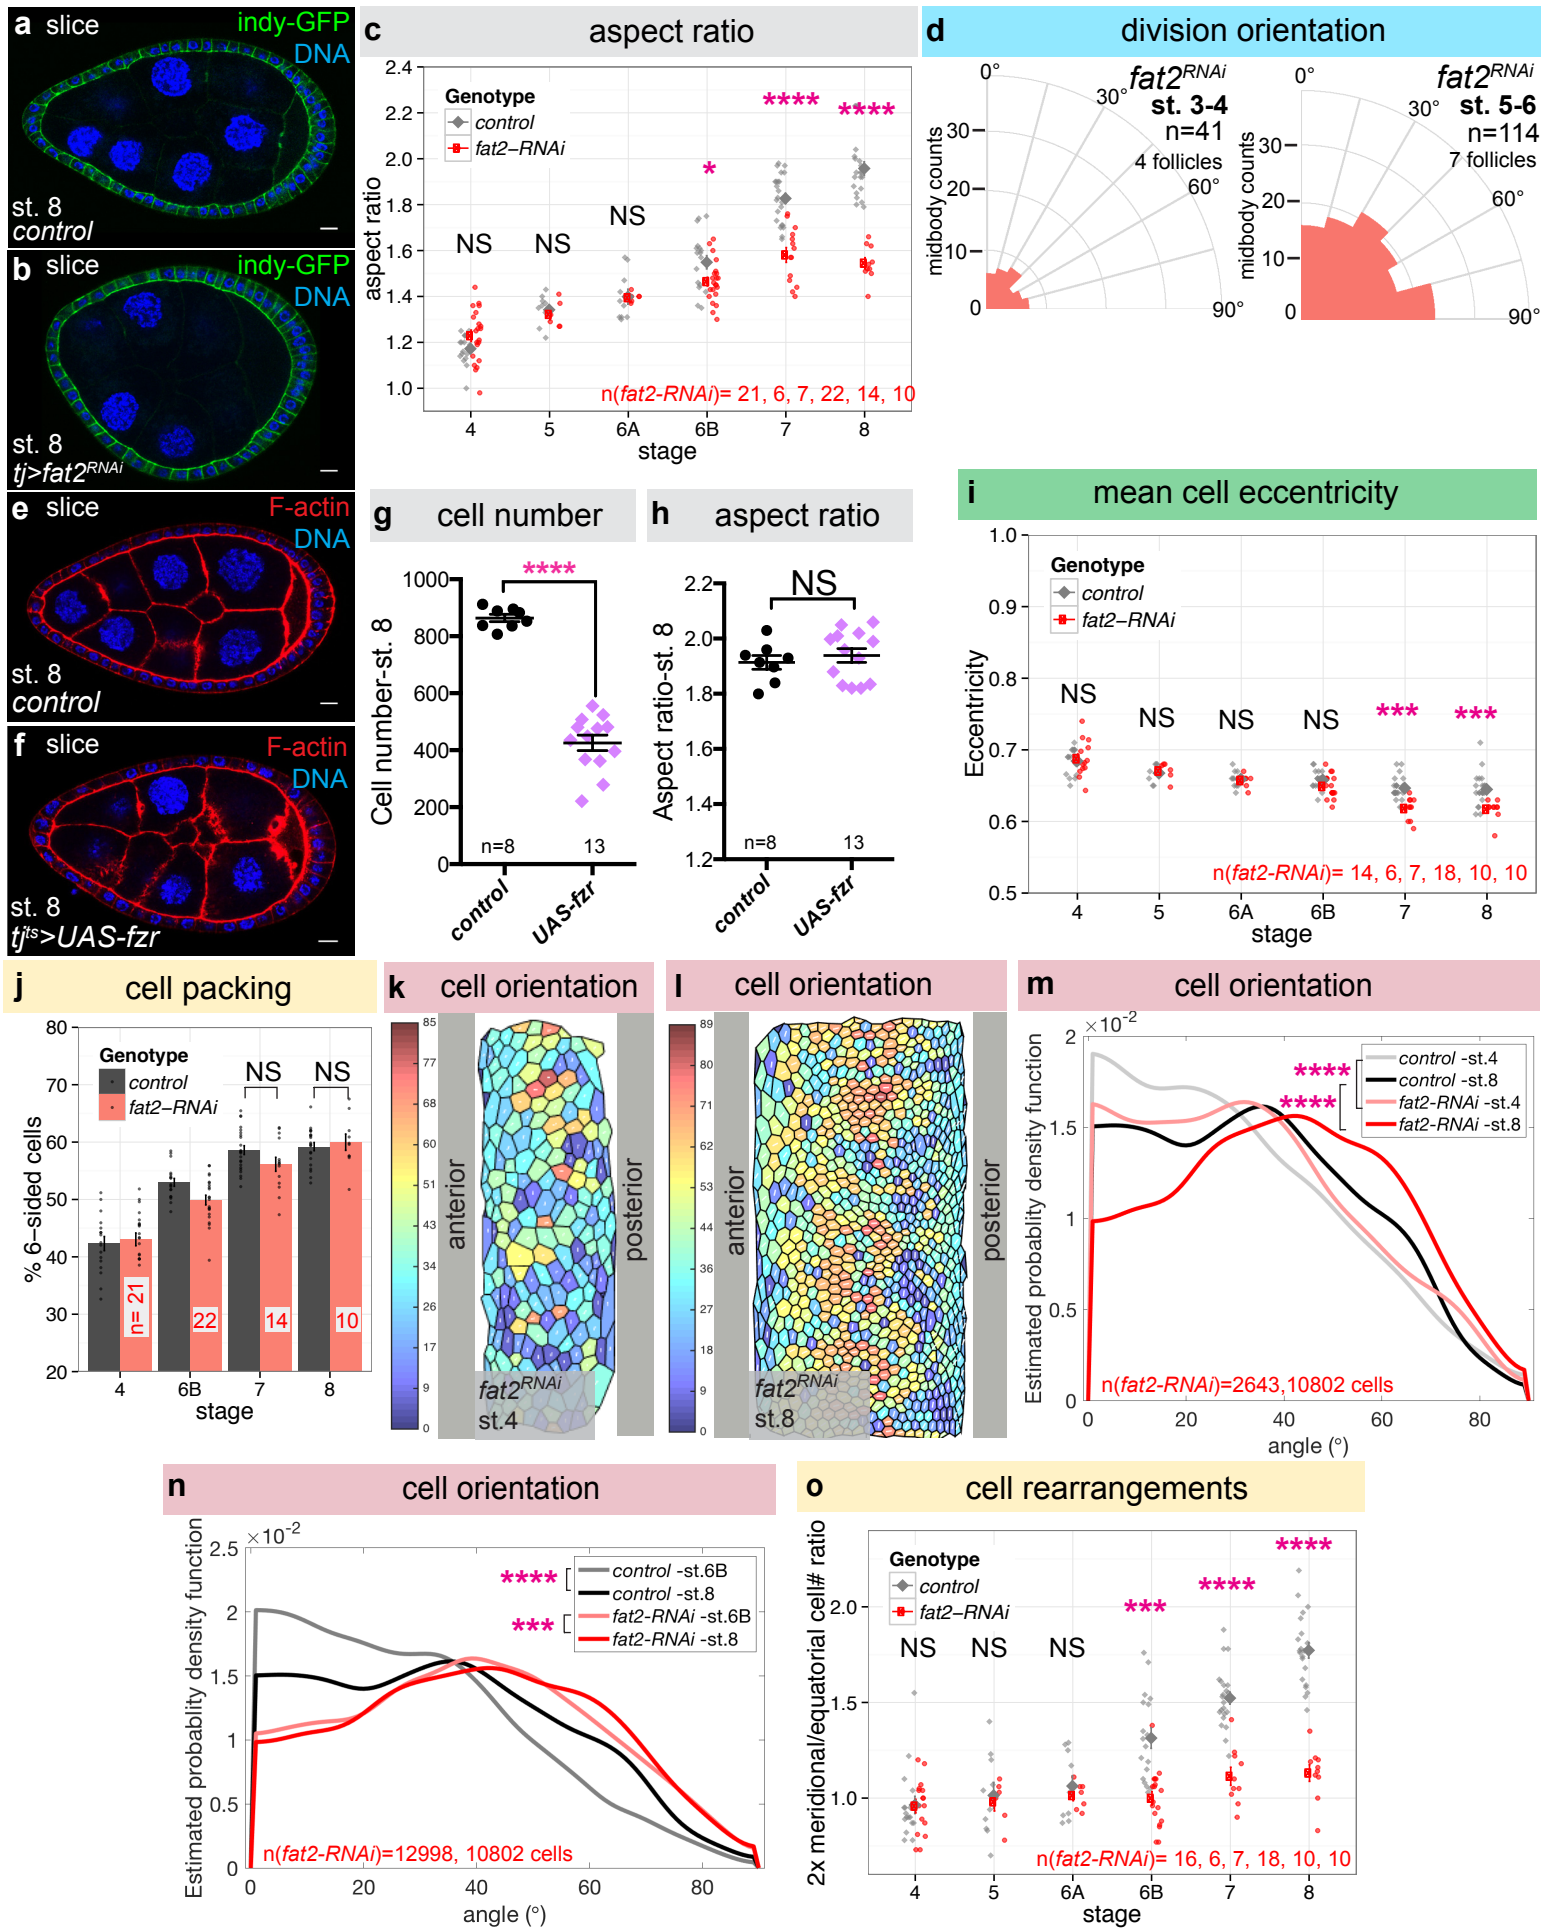 a slice indy-GFP
DNA
st. 8
control
b slice indy-GFP
DNA
st. 8
tj>fat2RNAi
c aspect ratio
aspect ratio
2.4
2.2
2.0
1.8
1.6
1.4
1.2
1.0
Genotype
control
fat2–RNAi
NS NS NS * **** ****
n(fat2-RNAi)= 21, 6, 7, 22, 14, 10
4 5 6A 6B 7 8
stage
d division orientation
fat2RNAi
st. 3-4
n=41
4 follicles
midbody counts
30
20
10
0
0° 30° 60° 90°
fat2RNAi
st. 5-6
n=114
7 follicles
midbody counts
30
20
10
0
0° 30° 60° 90°
e slice F-actin
DNA
st. 8
control
f slice F-actin
DNA
st. 8
tjts>UAS-fzr
g cell number
Cell number-st. 8
1000
800
600
400
200
0
****
n=8 13
control UAS-fzr
h aspect ratio
Aspect ratio-st. 8
2.2
2.0
1.8
1.6
1.4
1.2
NS
n=8 13
control UAS-fzr
i mean cell eccentricity
Eccentricity
1.0
0.9
0.8
0.7
0.6
0.5
Genotype
control
fat2–RNAi
NS NS NS NS *** ***
n(fat2-RNAi)= 14, 6, 7, 18, 10, 10
4 5 6A 6B 7 8
stage
j cell packing
% 6–sided cells
80
70
60
50
40
30
20
Genotype
control
fat2–RNAi
NS NS
n= 21 22 14 10
4 6B 7 8
stage
k cell orientation
85
77
68
60
51
43
34
26
17
9
0
anterior
posterior
fat2RNAi
st.4
l cell orientation
89
80
71
62
53
44
36
27
18
9
0
anterior
posterior
fat2RNAi
st.8
m cell orientation
Estimated probablity density function
×10-2
2
1.5
1
0.5
0
control -st.4
control -st.8
fat2-RNAi -st.4
fat2-RNAi -st.8
****
****
n(fat2-RNAi)=2643,10802 cells
0 20 40 60 80
angle (°)
n cell orientation
Estimated probablity density function
×10-2
2.5
2
1.5
1
0.5
0
control -st.6B
control -st.8
fat2-RNAi -st.6B
fat2-RNAi -st.8
****
***
n(fat2-RNAi)=12998, 10802 cells
0 20 40 60 80
angle (°)
o cell rearrangements
2x meridional/equatorial cell# ratio
2.0
1.5
1.0
Genotype
control
fat2–RNAi
NS NS NS *** **** ****
n(fat2-RNAi)= 16, 6, 7, 18, 10, 10
4 5 6A 6B 7 8
stage